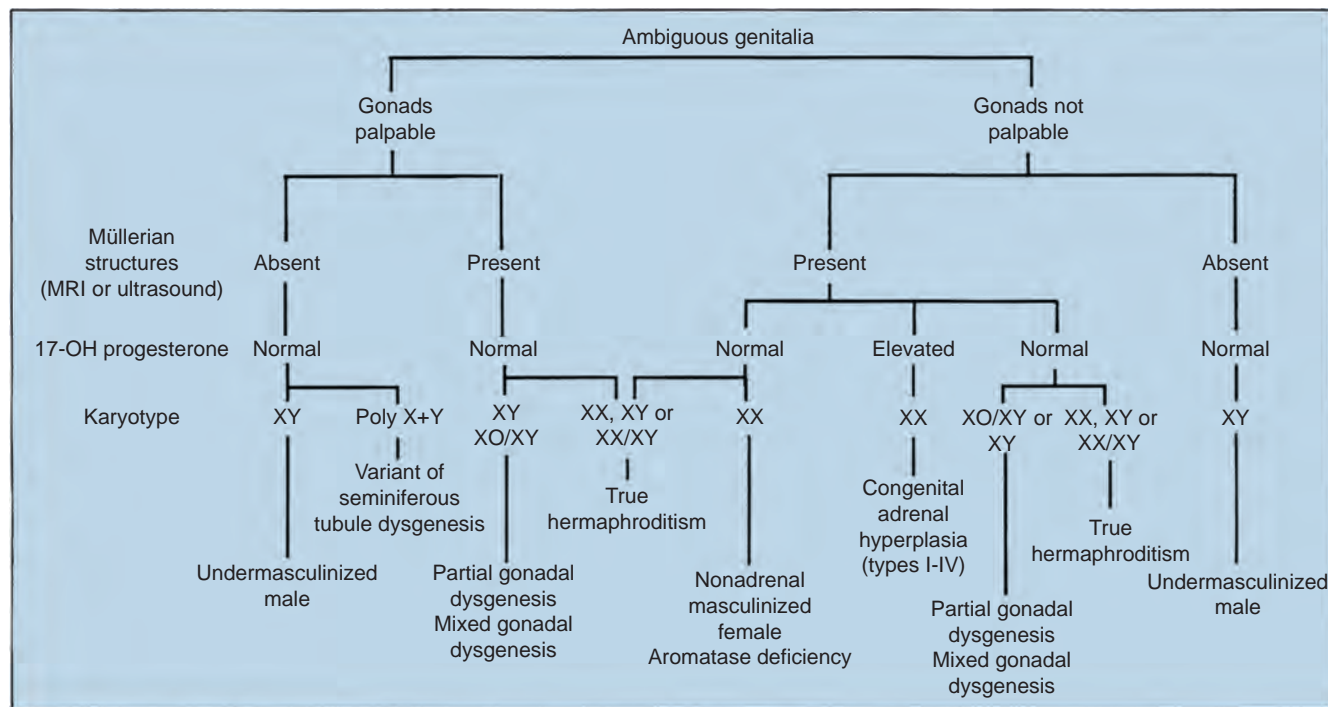 Ambiguous genitalia
Gonads
palpable
Gonads not
palpable
Müllerian
structures
(MRI or ultrasound)
Absent
Present
Present
Absent
17-OH progesterone
Normal
Normal
Normal
Elevated
Normal
Normal
Karyotype
XY
Poly X+Y
XY
XO/XY
XX, XY or
XX/XY
XX
XX
XO/XY or
XY
XX, XY or
XX/XY
XY
Variant of
seminiferous
tubule dysgenesis
True
hermaphroditism
Congenital
adrenal
hyperplasia
(types I-IV)
True
hermaphroditism
Undermasculinized
male
Partial gonadal
dysgenesis
Mixed gonadal
dysgenesis
Nonadrenal
masculinized
female
Aromatase deficiency
Partial gonadal
dysgenesis
Mixed gonadal
dysgenesis
Undermasculinized
male